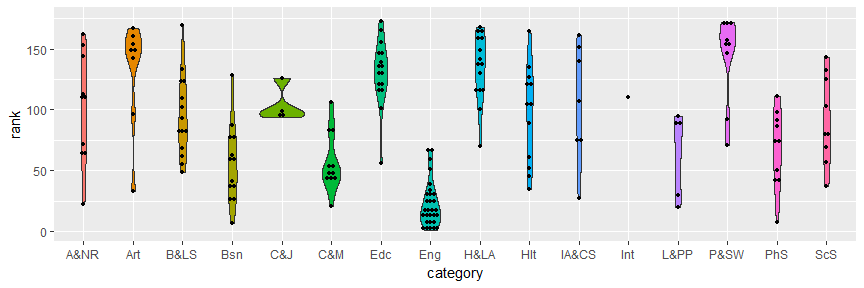 rank
150
100
50
0
A&NR Art B&LS Bsn C&J C&M Edc Eng H&LA Hlt IA&CS Int L&PP P&SW PhS ScS
category